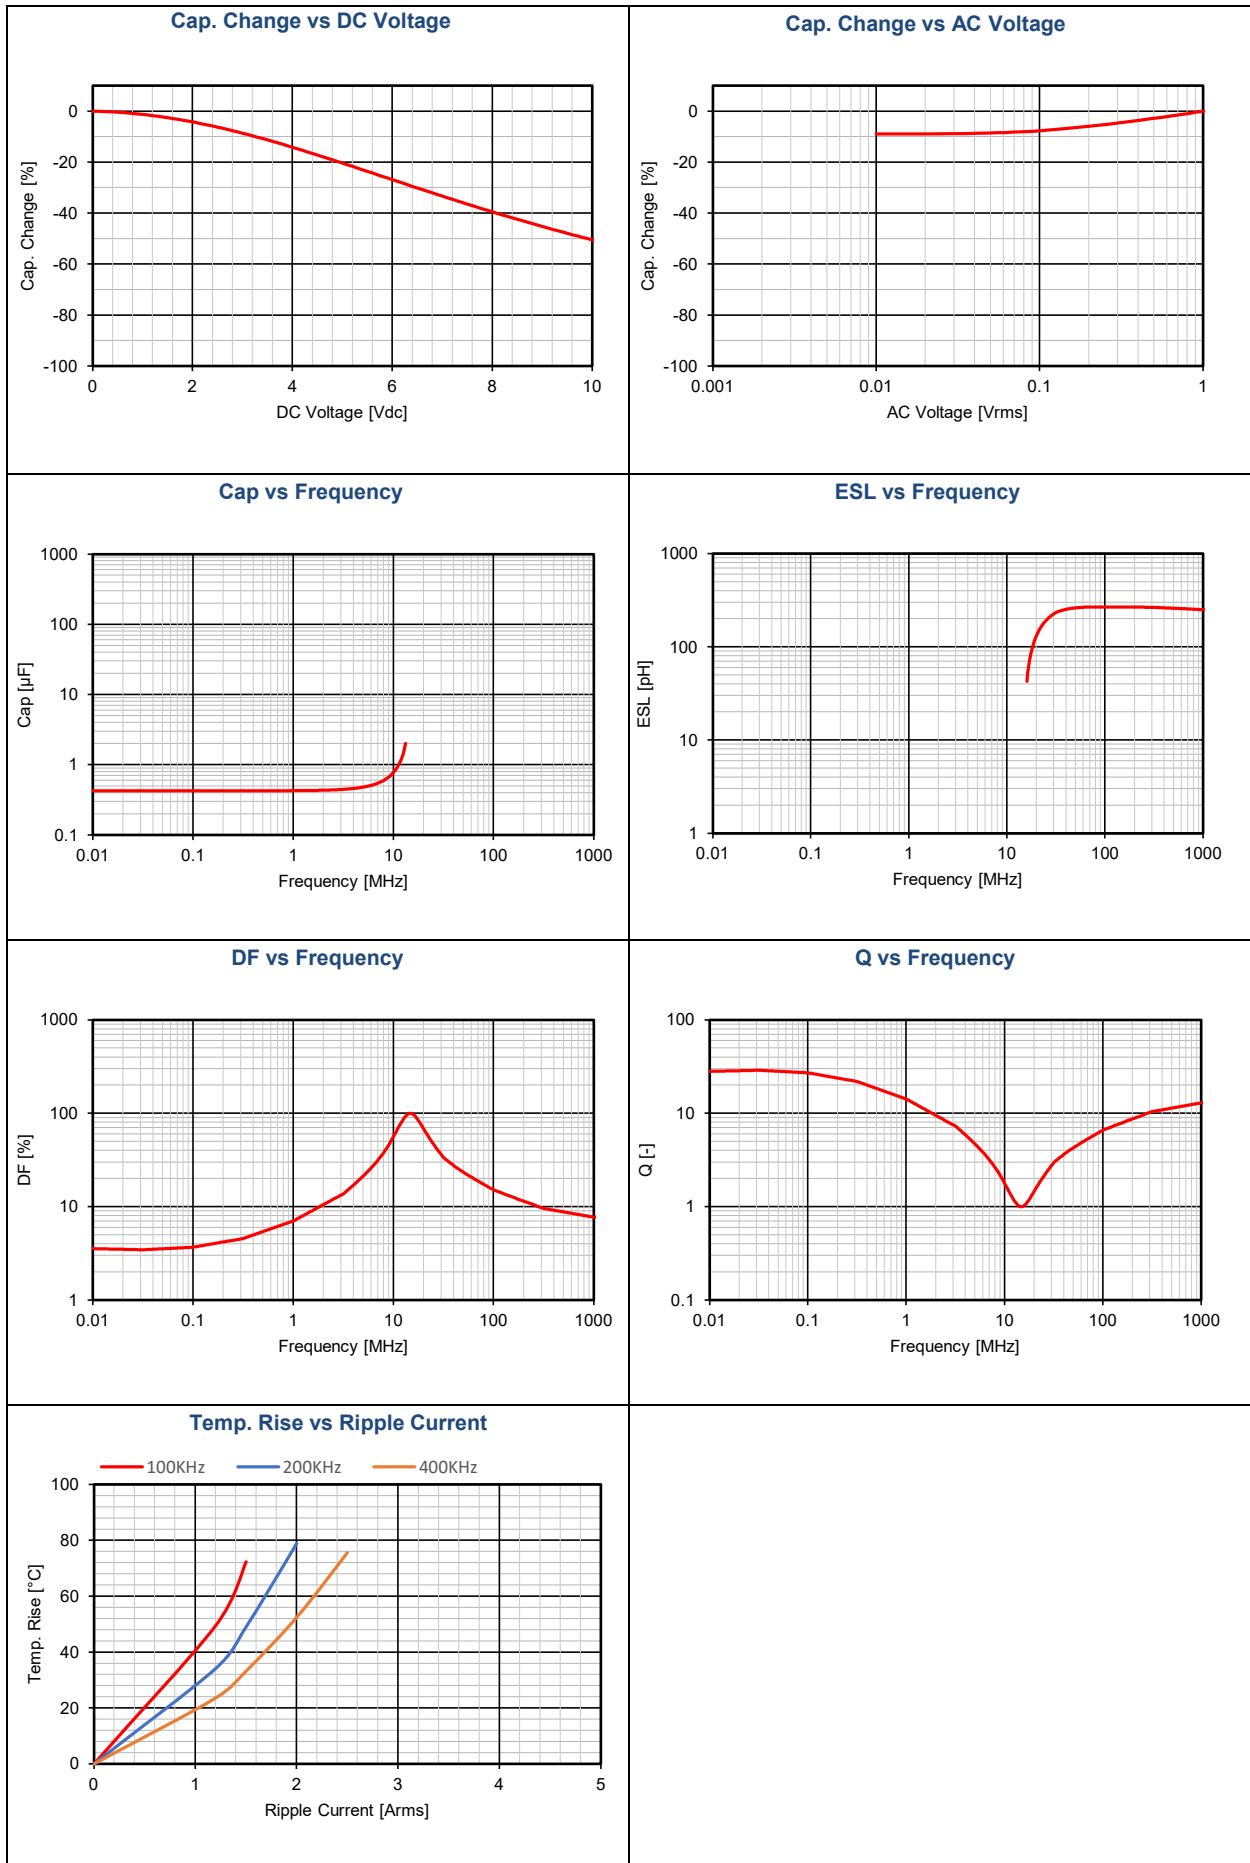 Cap. Change vs DC Voltage
Cap. Change [%]
0
-20
-40
-60
-80
-100
0 2 4 6 8 10
DC Voltage [Vdc]
Cap. Change vs AC Voltage
Cap. Change [%]
0
-20
-40
-60
-80
-100
0.001 0.01 0.1 1
AC Voltage [Vrms]
Cap vs Frequency
Cap [µF]
1000
100
10
1
0.1
0.01 0.1 1 10 100 1000
Frequency [MHz]
ESL vs Frequency
ESL [pH]
1000
100
10
1
0.01 0.1 1 10 100 1000
Frequency [MHz]
DF vs Frequency
DF [%]
1000
100
10
1
0.01 0.1 1 10 100 1000
Frequency [MHz]
Q vs Frequency
Q [-]
100
10
1
0.1
0.01 0.1 1 10 100 1000
Frequency [MHz]
Temp. Rise vs Ripple Current
100KHz 200KHz 400KHz
Temp. Rise [°C]
100
80
60
40
20
0
0 1 2 3 4 5
Ripple Current [Arms]